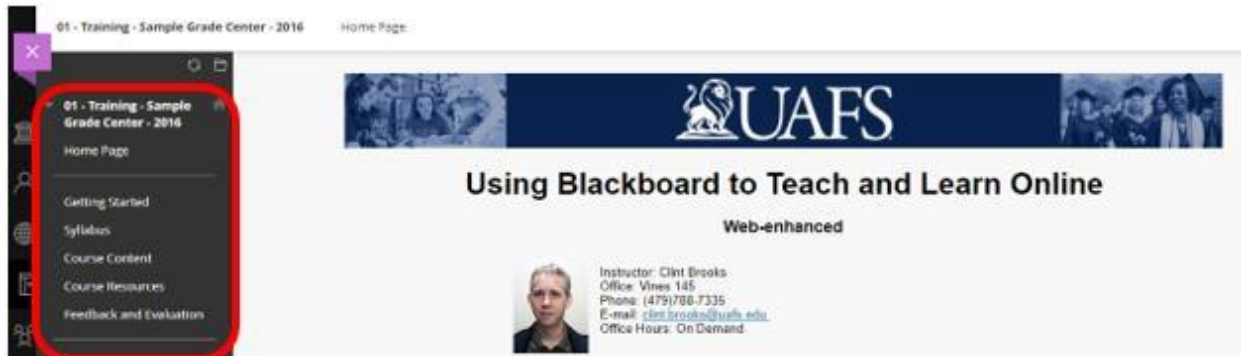 01 - Training - Sample Grade Center - 2016 Home Page
01 - Training - Sample
Grade Center - 2016
Home Page
Getting Started
Syllabus
Course Content
Course Resources
Feedback and Evaluation
UAFS
Using Blackboard to Teach and Learn Online
Web-enhanced
Instructor: Clint Brooks
Office: Vines 145
Phone: (479)788-7335
E-mail: clint.brooks@uafs.edu
Office Hours: On Demand